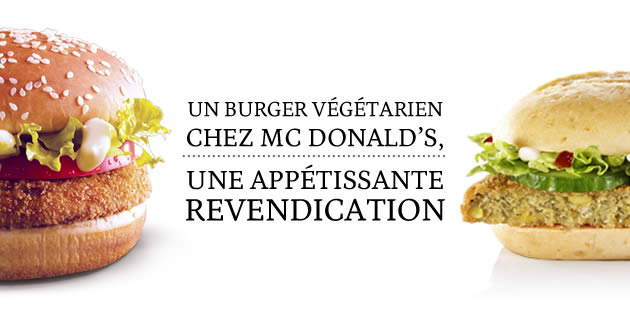 UN BURGER VÉGÉTARIEN
CHEZ MC DONALD'S,
UNE APPÉTISSANTE
REVENDICATION